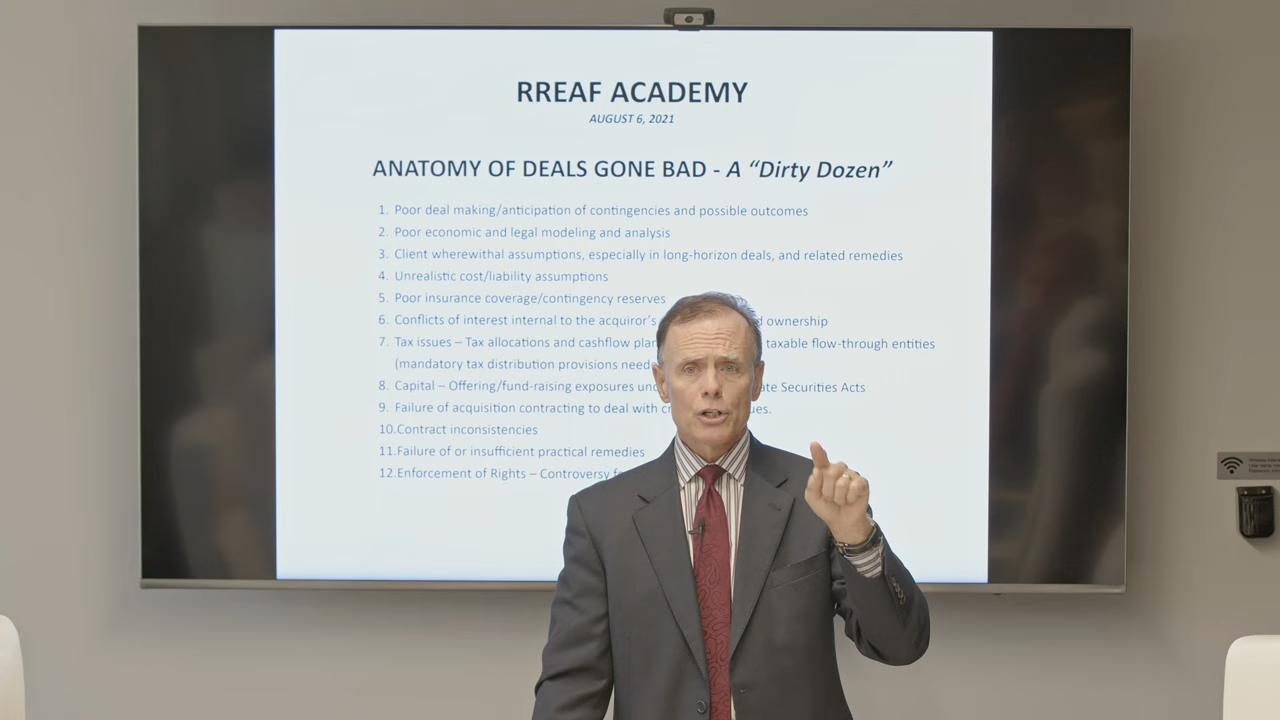 RREAF ACADEMY
AUGUST 6, 2021
ANATOMY OF DEALS GONE BAD - A “Dirty Dozen”
1. Poor deal making/anticipation of contingencies and possible outcomes
2. Poor economic and legal modeling and analysis
3. Client wherewithal assumptions, especially in long-horizon deals, and related remedies
4. Unrealistic cost/liability assumptions
5. Poor insurance coverage/contingency reserves
6. Conflicts of interest internal to the acquiror’s ownership
7. Tax issues – Tax allocations and cashflow taxable flow-through entities
(mandatory tax distribution provisions
8. Capital – Offering/fund-raising exposures Securities Acts
9. Failure of acquisition contracting to deal with
10.Contract inconsistencies
11.Failure of or insufficient practical remedies
12.Enforcement of Rights – Controversy